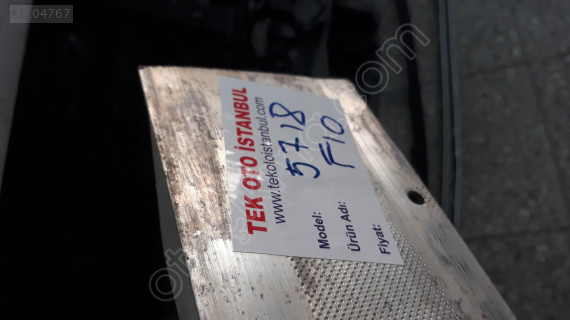 TEK OTO İSTANBUL
www.tekotoistanbul.com
5718
F10
Model:
Ürün Adı:
Fiyat:
04767